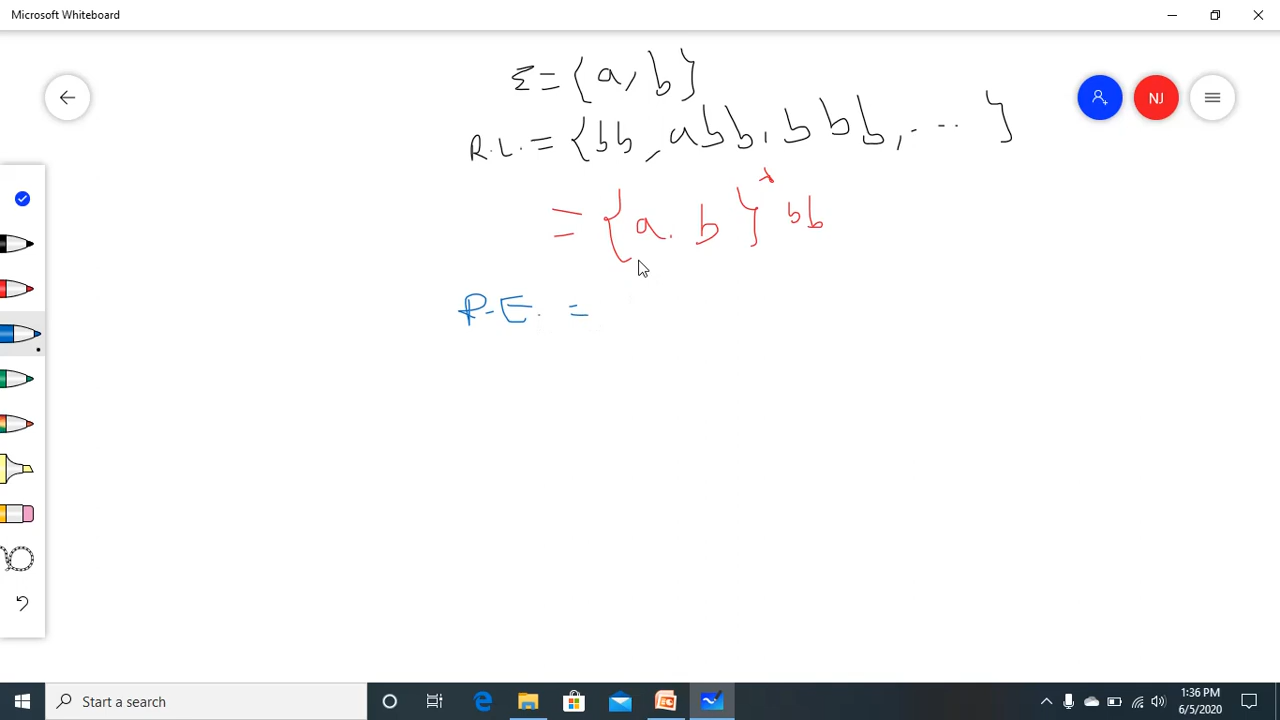 Microsoft Whiteboard
Σ = {a, b}
R.L. = {bb, abb, bbb, ... }
= {a. b}* bb
NJ
R.E. =
Start a search
1:36 PM
6/5/2020